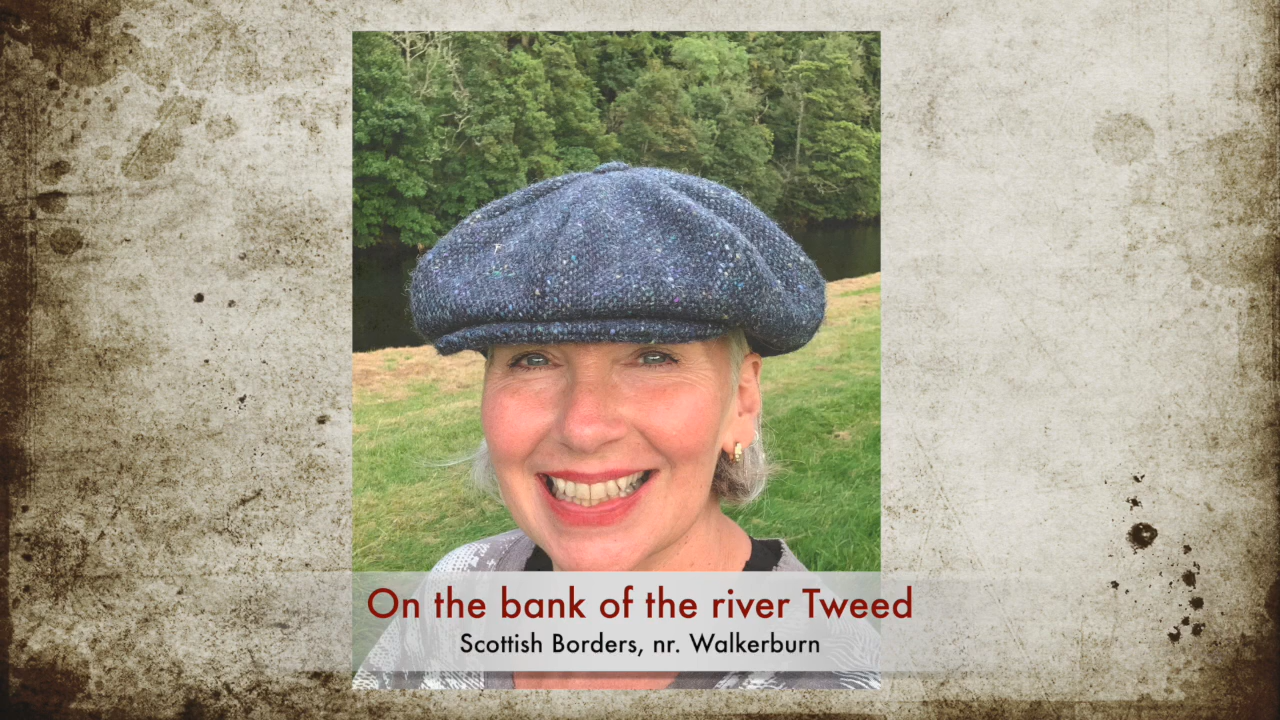 On the bank of the river Tweed
Scottish Borders, nr. Walkerburn